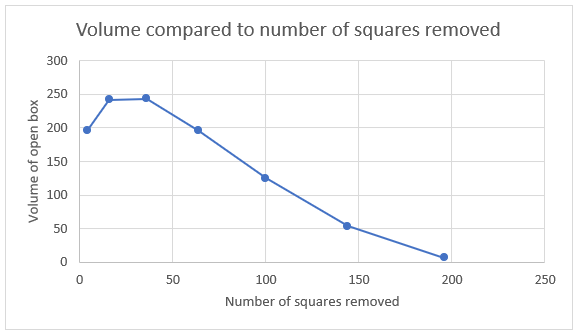 Volume compared to number of squares removed
Volume of open box
300
250
200
150
100
50
0
0 50 100 150 200 250
Number of squares removed